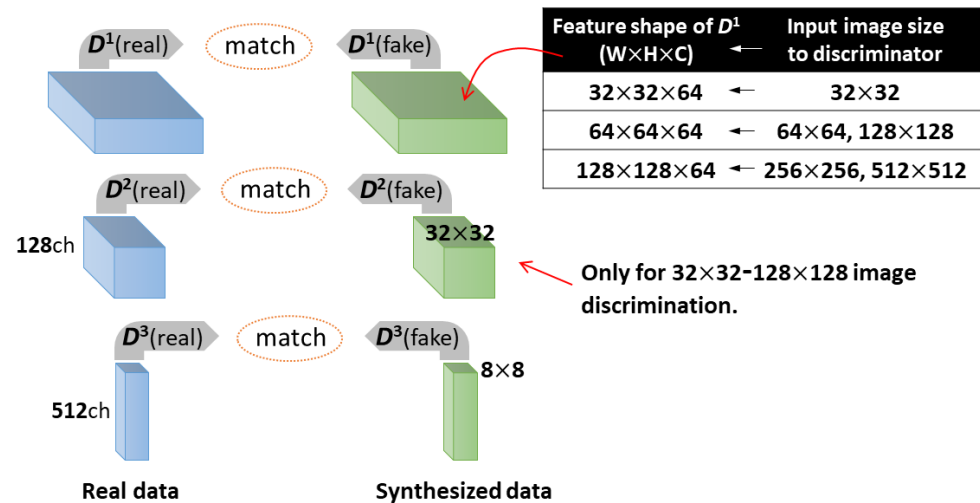 D¹(real) match D¹(fake)
Feature shape of D¹
(W×H×C)
←
Input image size
to discriminator
32×32×64 ← 32×32
64×64×64 ← 64×64, 128×128
128×128×64 ← 256×256, 512×512
D²(real) match D²(fake)
128ch
32×32
Only for 32×32-128×128 image
discrimination.
D³(real) match D³(fake)
8×8
512ch
Real data
Synthesized data